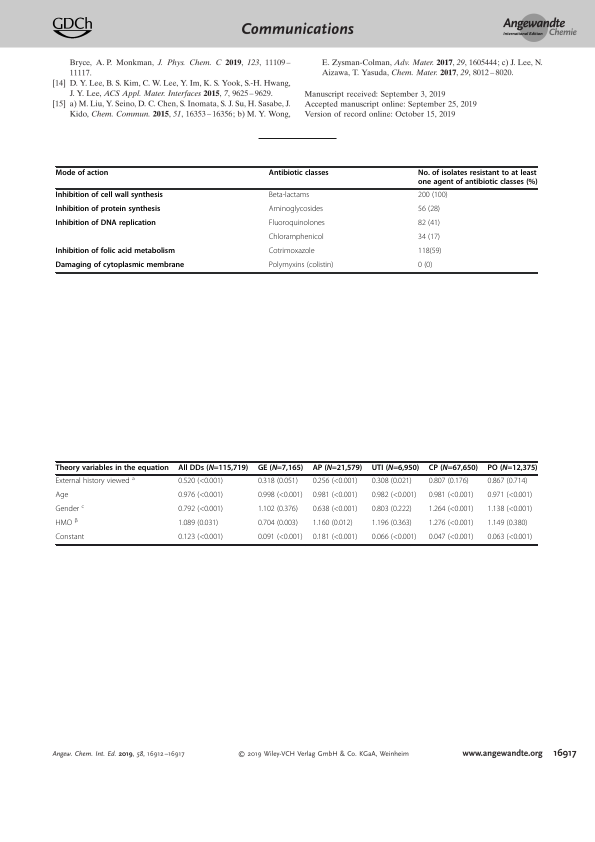 GDCh
Communications
Angewandte
International Edition Chemie
Bryce, A. P. Monkman, J. Phys. Chem. C 2019, 123, 11109–
11117.
[14] D. Y. Lee, B. S. Kim, C. W. Lee, Y. Im, K. S. Yook, S.-H. Hwang,
J. Y. Lee, ACS Appl. Mater. Interfaces 2015, 7, 9625–9629.
[15] a) M. Liu, Y. Seino, D. C. Chen, S. Inomata, S. J. Su, H. Sasabe, J.
Kido, Chem. Commun. 2015, 51, 16353–16356; b) M. Y. Wong,
E. Zysman-Colman, Adv. Mater. 2017, 29, 1605444; c) J. Lee, N.
Aizawa, T. Yasuda, Chem. Mater. 2017, 29, 8012–8020.
Manuscript received: September 3, 2019
Accepted manuscript online: September 25, 2019
Version of record online: October 15, 2019
Mode of action Antibiotic classes No. of isolates resistant to at least
one agent of antibiotic classes (%)
Inhibition of cell wall synthesis Beta-lactams 200 (100)
Inhibition of protein synthesis Aminoglycosides 56 (28)
Inhibition of DNA replication Fluoroquinolones 82 (41)
Chloramphenicol 34 (17)
Inhibition of folic acid metabolism Cotrimoxazole 118(59)
Damaging of cytoplasmic membrane Polymyxins (colistin) 0 (0)
Theory variables in the equation All DDs (N=115,719) GE (N=7,165) AP (N=21,579) UTI (N=6,950) CP (N=67,650) PO (N=12,375)
External history viewed a 0.520 (<0.001) 0.318 (0.051) 0.256 (<0.001) 0.308 (0.021) 0.807 (0.176) 0.867 (0.714)
Age 0.976 (<0.001) 0.998 (<0.001) 0.981 (<0.001) 0.982 (<0.001) 0.981 (<0.001) 0.971 (<0.001)
Gender c 0.792 (<0.001) 1.102 (0.376) 0.638 (<0.001) 0.803 (0.222) 1.264 (<0.001) 1.138 (<0.001)
HMO β 1.089 (0.031) 0.704 (0.003) 1.160 (0.012) 1.196 (0.363) 1.276 (<0.001) 1.149 (0.380)
Constant 0.123 (<0.001) 0.091 (<0.001) 0.181 (<0.001) 0.066 (<0.001) 0.047 (<0.001) 0.063 (<0.001)
Angew. Chem. Int. Ed. 2019, 58, 16912–16917 © 2019 Wiley-VCH Verlag GmbH & Co. KGaA, Weinheim www.angewandte.org 16917